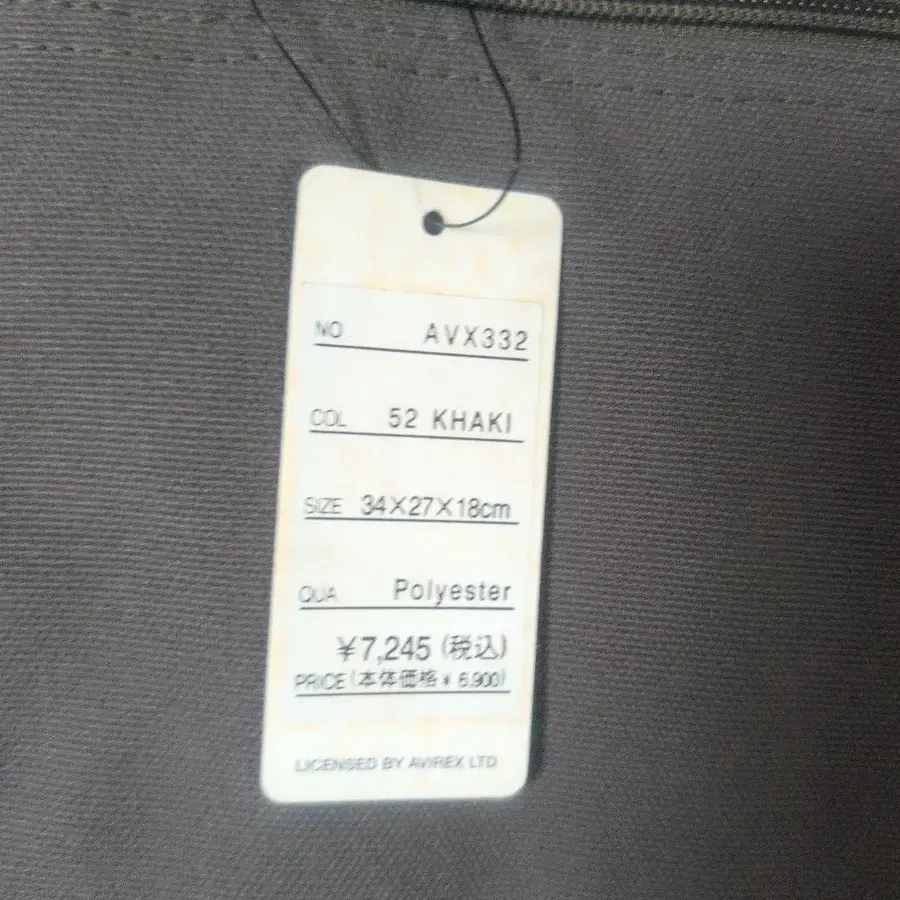 NO AVX332
COL 52 KHAKI
SIZE 34×27×18cm
QUA Polyester
¥7,245 (税込)
PRICE (本体価格¥6.900)
LICENSED BY AVIREX LTD